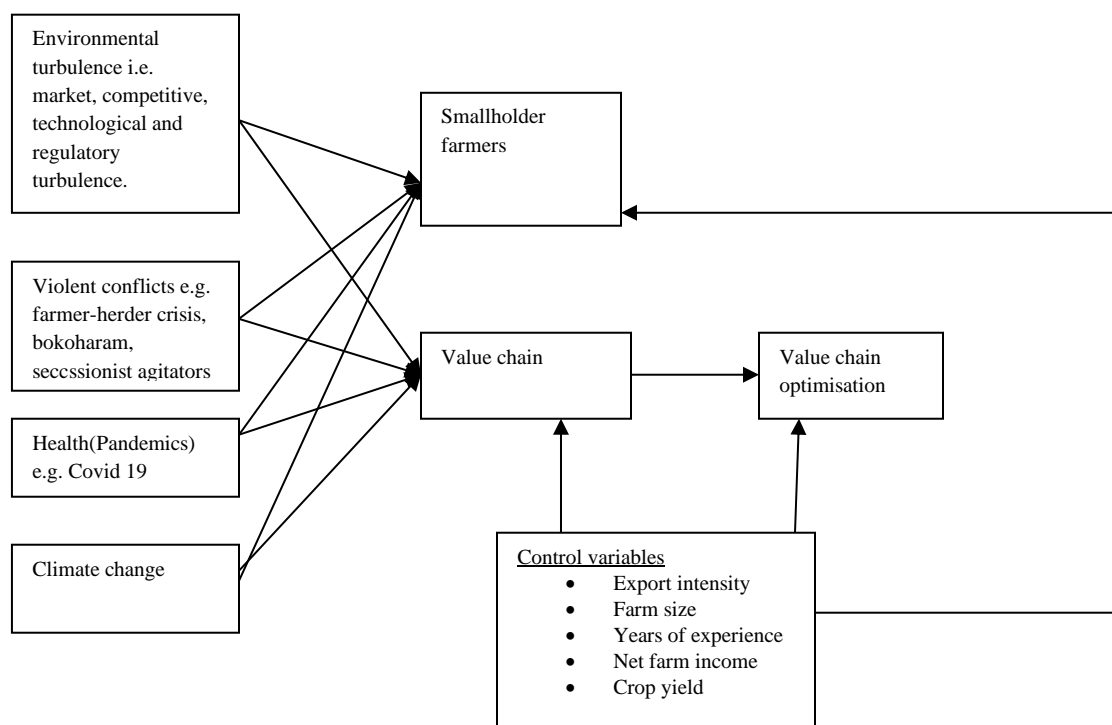 Environmental
turbulence i.e.
market, competitive,
technological and
regulatory
turbulence.
Smallholder
farmers
Violent conflicts e.g.
farmer-herder crisis,
bokoharam,
seccssionist agitators
Value chain
Value chain
optimisation
Health(Pandemics)
e.g. Covid 19
Climate change
Control variables
• Export intensity
• Farm size
• Years of experience
• Net farm income
• Crop yield